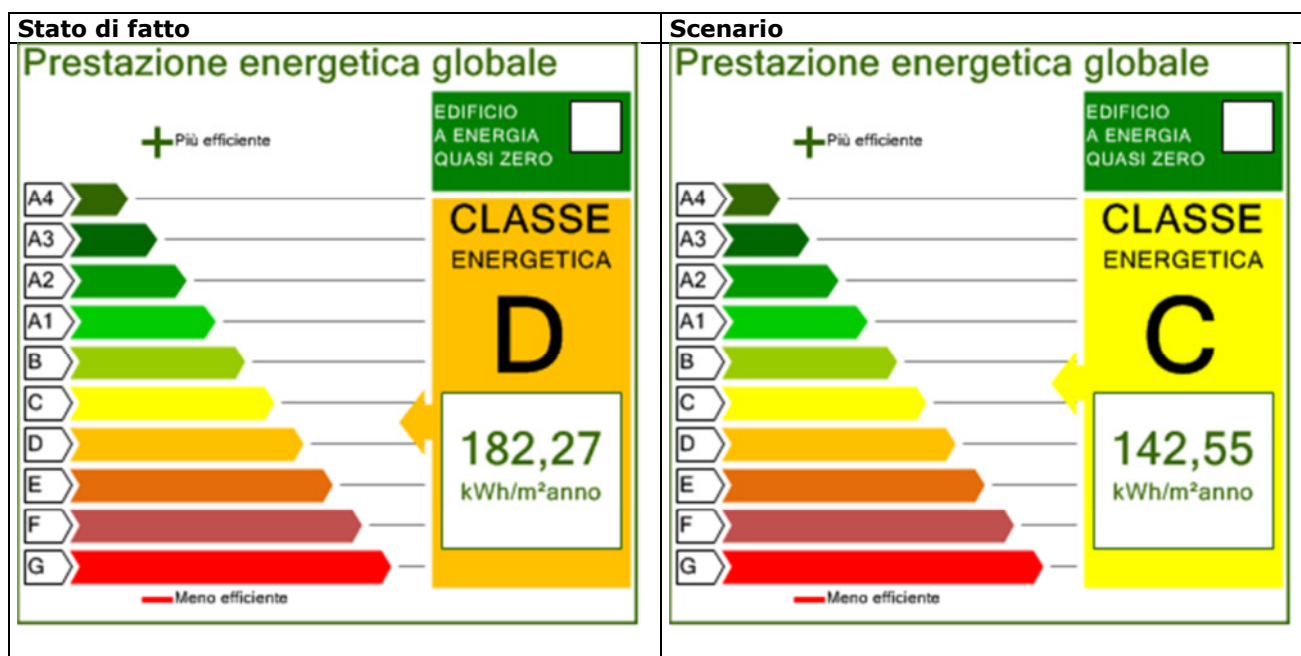 Stato di fatto
Prestazione energetica globale
EDIFICIO
A ENERGIA
QUASI ZERO
Più efficiente
A4
A3
A2
A1
B
C
D
E
F
G
CLASSE
ENERGETICA
D
182,27
kWh/m²anno
Meno efficiente
Scenario
Prestazione energetica globale
EDIFICIO
A ENERGIA
QUASI ZERO
Più efficiente
A4
A3
A2
A1
B
C
D
E
F
G
CLASSE
ENERGETICA
C
142,55
kWh/m²anno
Meno efficiente